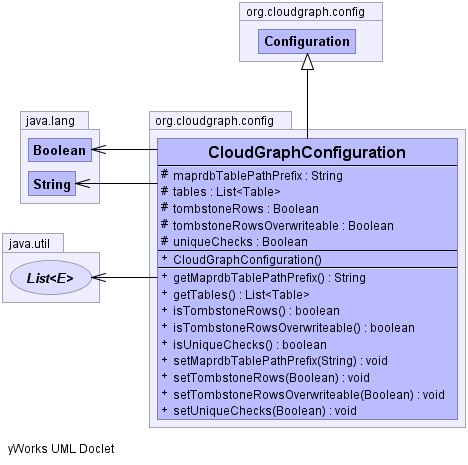 org.cloudgraph.config
Configuration
java.lang
Boolean
String
java.util
List<E>
org.cloudgraph.config
CloudGraphConfiguration
# maprdbTablePathPrefix : String
# tables : List<Table>
# tombstoneRows : Boolean
# tombstoneRowsOverwriteable : Boolean
# uniqueChecks : Boolean
+ CloudGraphConfiguration()
+ getMaprdbTablePathPrefix() : String
+ getTables() : List<Table>
+ isTombstoneRows() : boolean
+ isTombstoneRowsOverwriteable() : boolean
+ isUniqueChecks() : boolean
+ setMaprdbTablePathPrefix(String) : void
+ setTombstoneRows(Boolean) : void
+ setTombstoneRowsOverwriteable(Boolean) : void
+ setUniqueChecks(Boolean) : void
yWorks UML Doclet